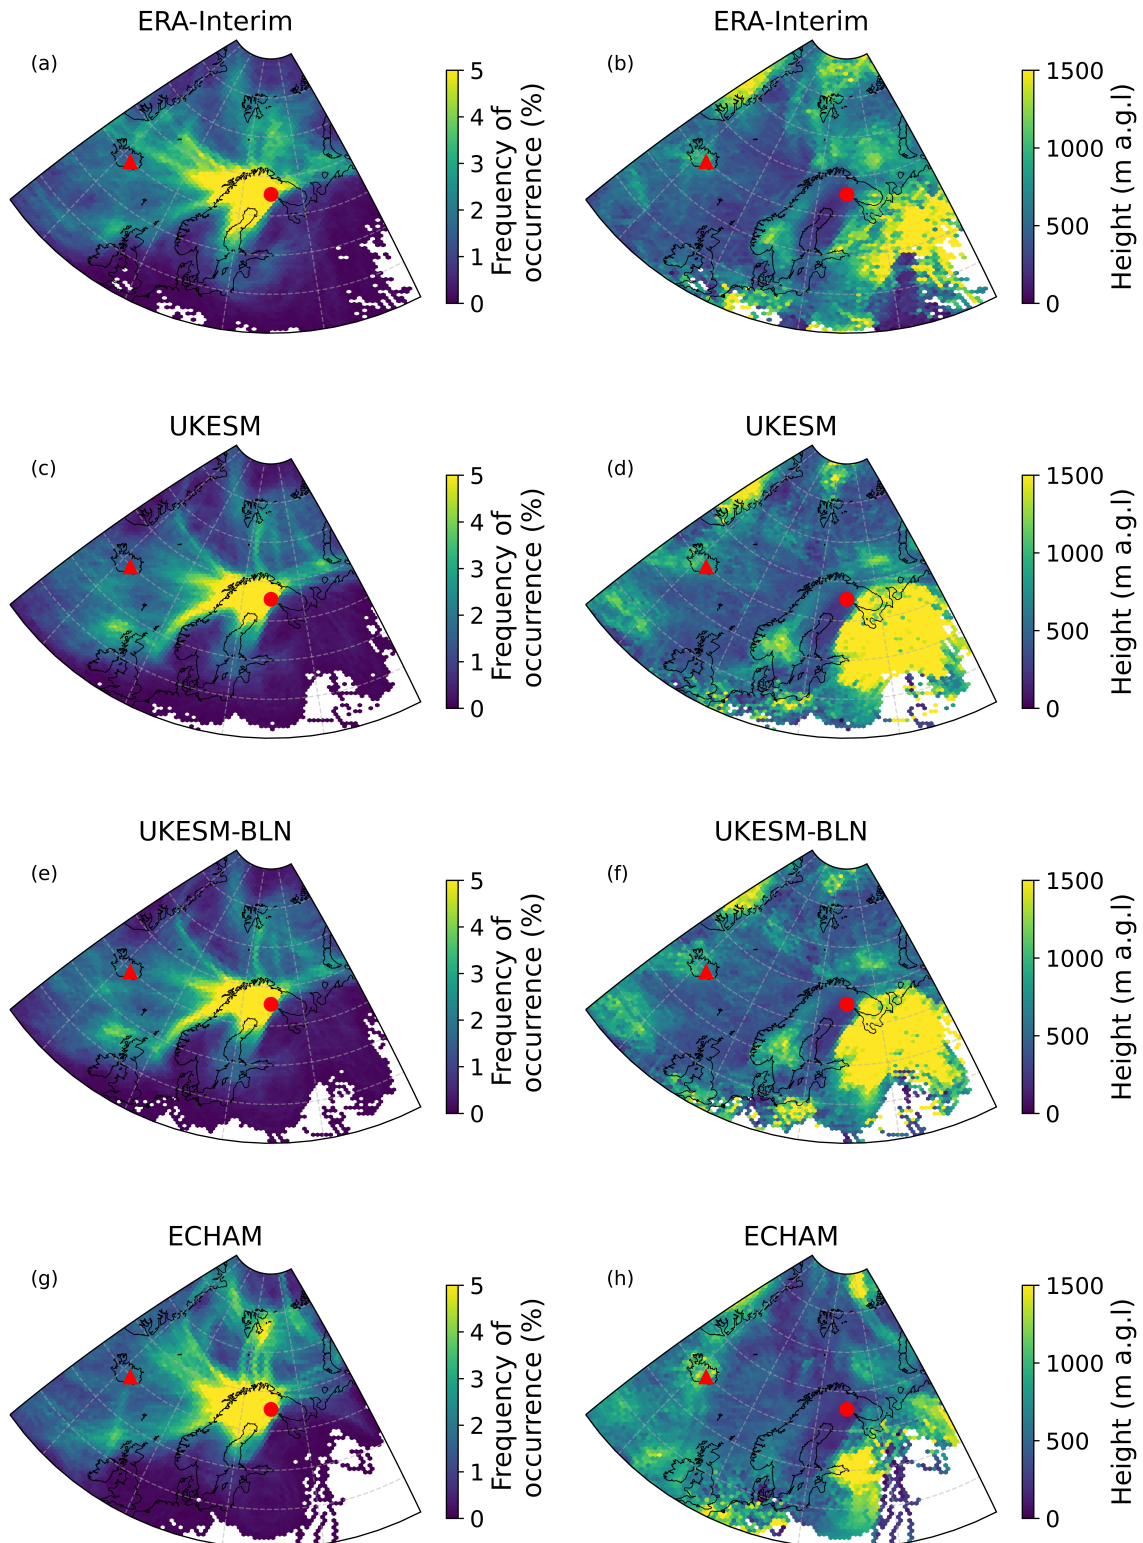 ERA-Interim
ERA-Interim
(a)
5
4
3
2
1
0
Frequency of
occurrence (%)
(b)
1500
1000
500
0
Height (m a.g.l)
UKESM
UKESM
(c)
5
4
3
2
1
0
Frequency of
occurrence (%)
(d)
1500
1000
500
0
Height (m a.g.l)
UKESM-BLN
UKESM-BLN
(e)
5
4
3
2
1
0
Frequency of
occurrence (%)
(f)
1500
1000
500
0
Height (m a.g.l)
ECHAM
ECHAM
(g)
5
4
3
2
1
0
Frequency of
occurrence (%)
(h)
1500
1000
500
0
Height (m a.g.l)